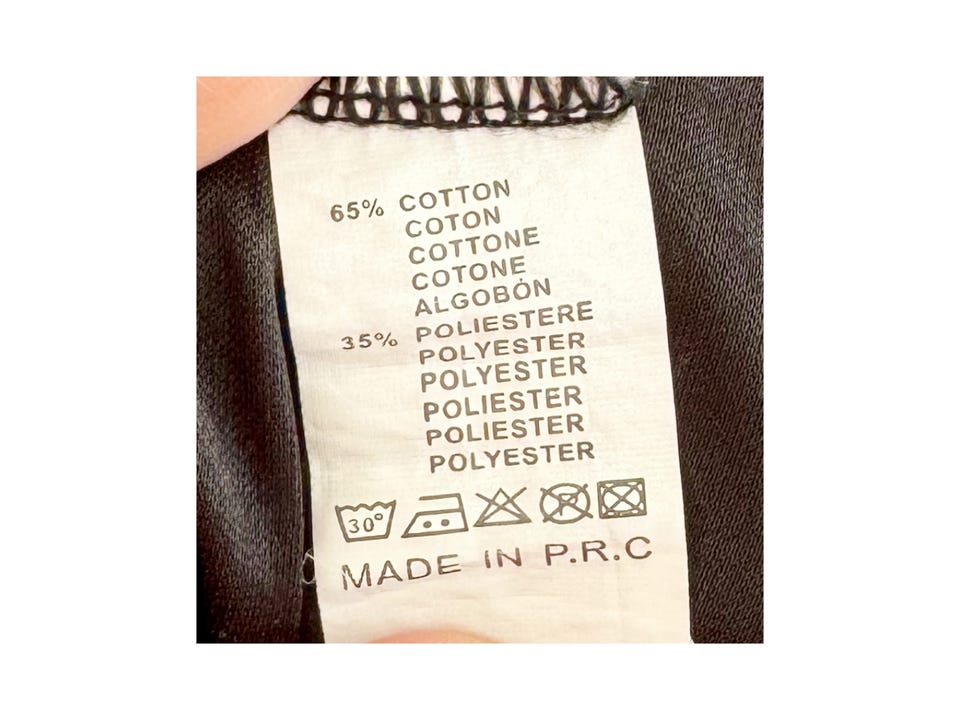 65% COTTON
COTON
COTTONE
COTONE
ALGOBÓN
35% POLIESTERE
POLYESTER
POLYESTER
POLIESTER
POLIESTER
POLYESTER
30° P
MADE IN P.R.C